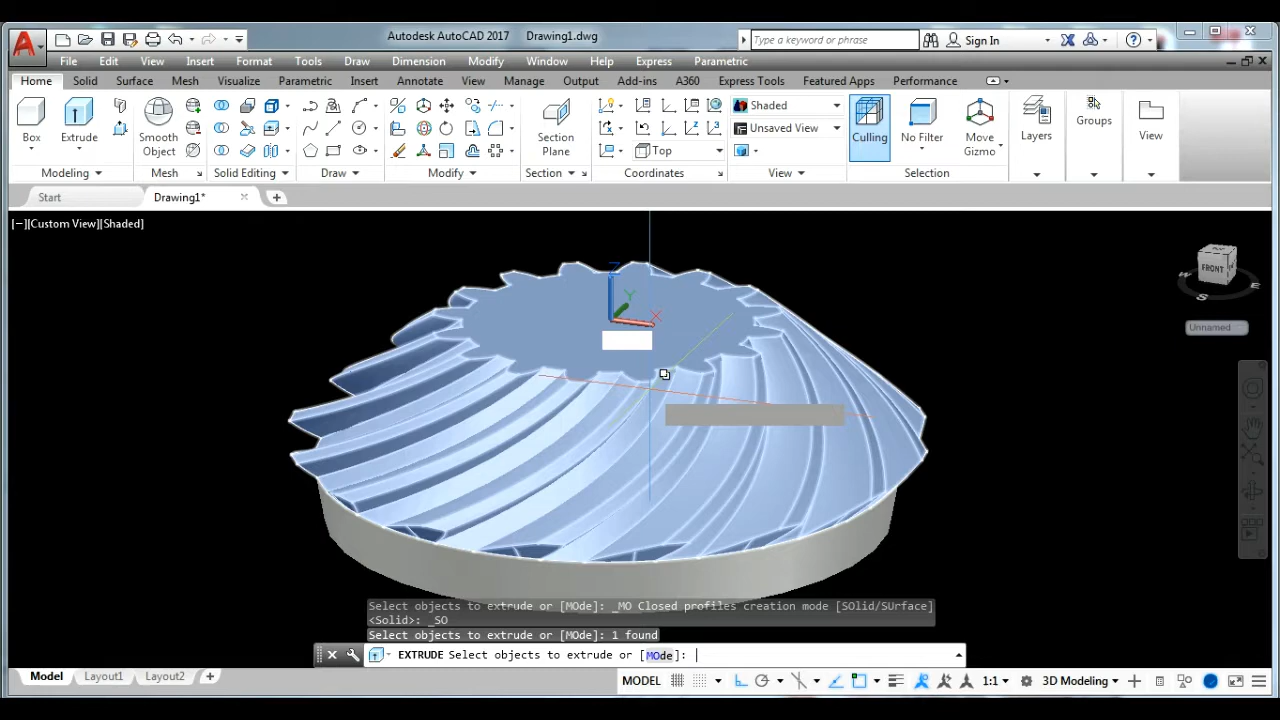 Autodesk AutoCAD 2017 Drawing1.dwg
Type a keyword or phrase
Sign In
File Edit View Insert Format Tools Draw Dimension Modify Window Help Express Parametric
Home Solid Surface Mesh Visualize Parametric Insert Annotate View Manage Output Add-ins A360 Express Tools Featured Apps Performance
Box
Extrude
Smooth
Object
Section
Plane
Shaded
Unsaved View
Top
Culling
No Filter
Move
Gizmo
Layers
Groups
View
Modeling
Mesh
Solid Editing
Draw
Modify
Section
Coordinates
View
Selection
Start
Drawing1*
[−][Custom View][Shaded]
Z
Y
X
FRONT
S
E
Unnamed
Select objects to extrude or [MOde]: _MO Closed profiles creation mode [SOlid/SUrface]
<Solid>: _SO
Select objects to extrude or [MOde]: 1 found
EXTRUDE Select objects to extrude or [MOde]:
Model
Layout1
Layout2
MODEL
1:1
3D Modeling